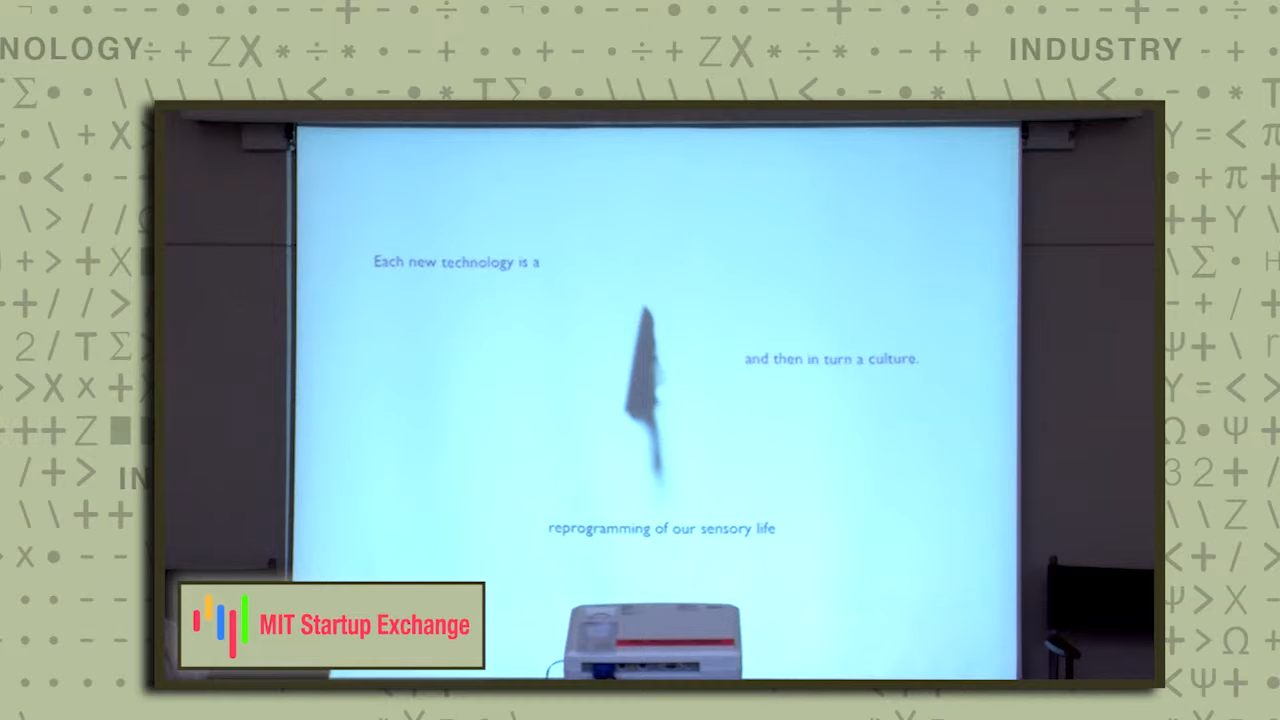 NOLOGY
INDUSTRY
Each new technology is a
and then in turn a culture.
reprogramming of our sensory life
IN
MIT Startup Exchange